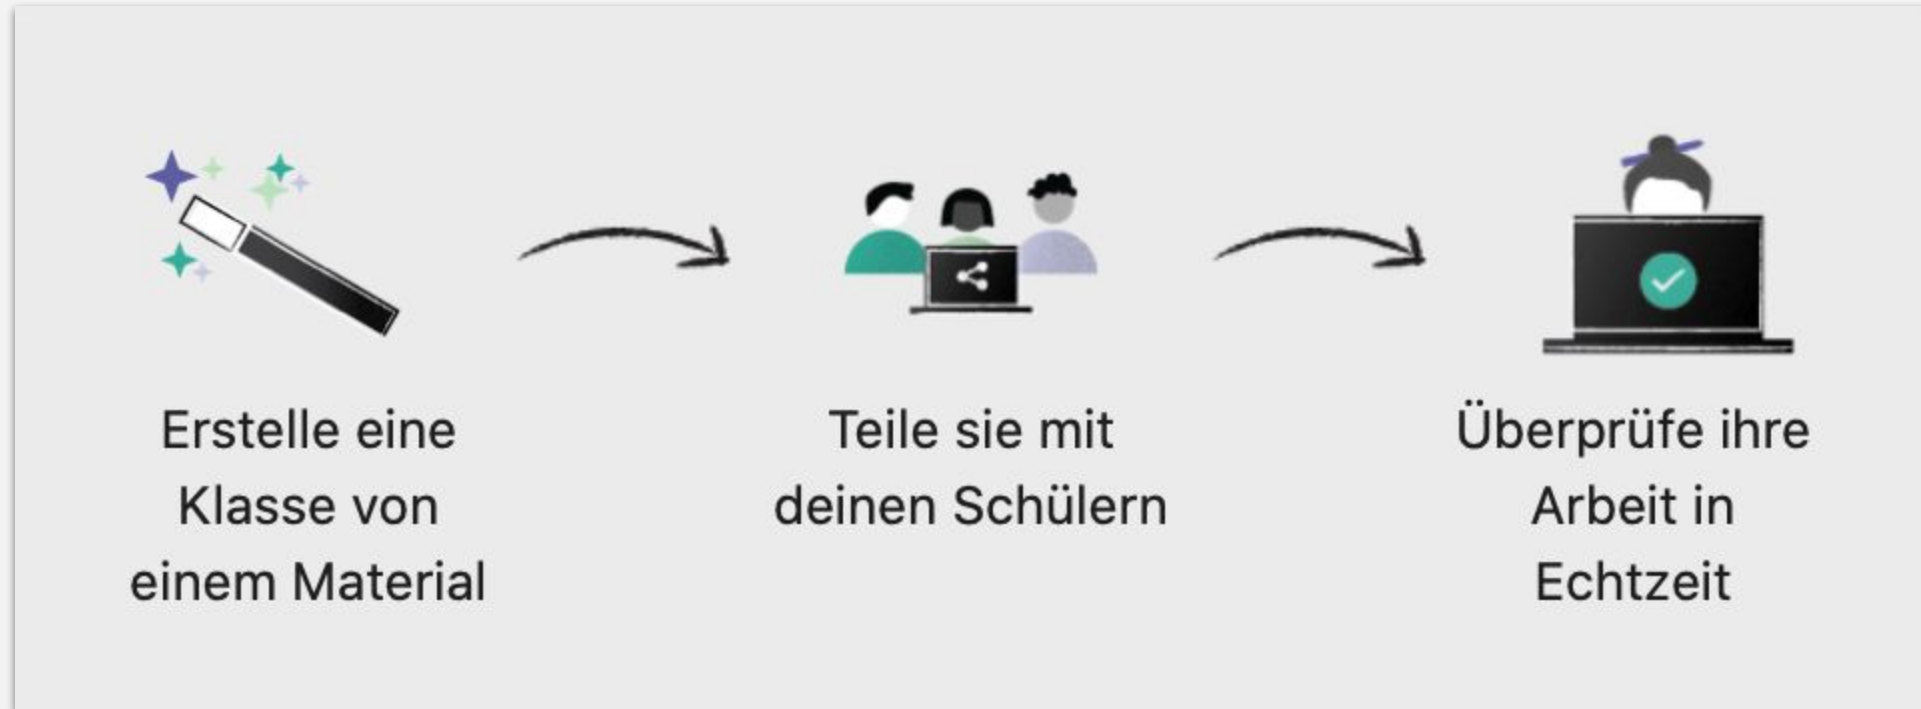 Erstelle eine
Klasse von
einem Material
Teile sie mit
deinen Schülern
Überprüfe ihre
Arbeit in
Echtzeit